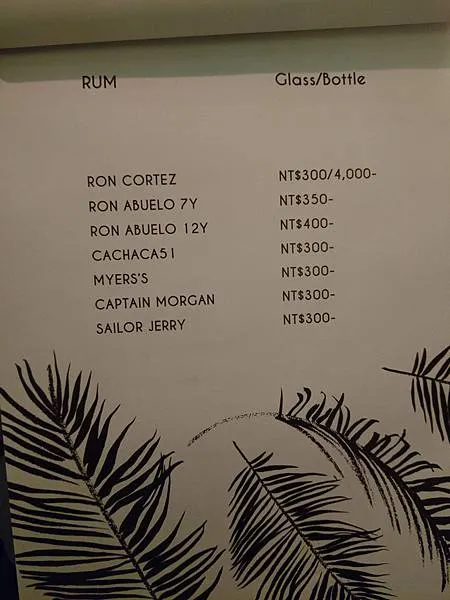 RUM Glass/Bottle
RON CORTEZ NT$300/4,000-
RON ABUELO 7Y NT$350-
RON ABUELO 12Y NT$400-
CACHACA51 NT$300-
MYERS'S NT$300-
CAPTAIN MORGAN NT$300-
SAILOR JERRY NT$300-